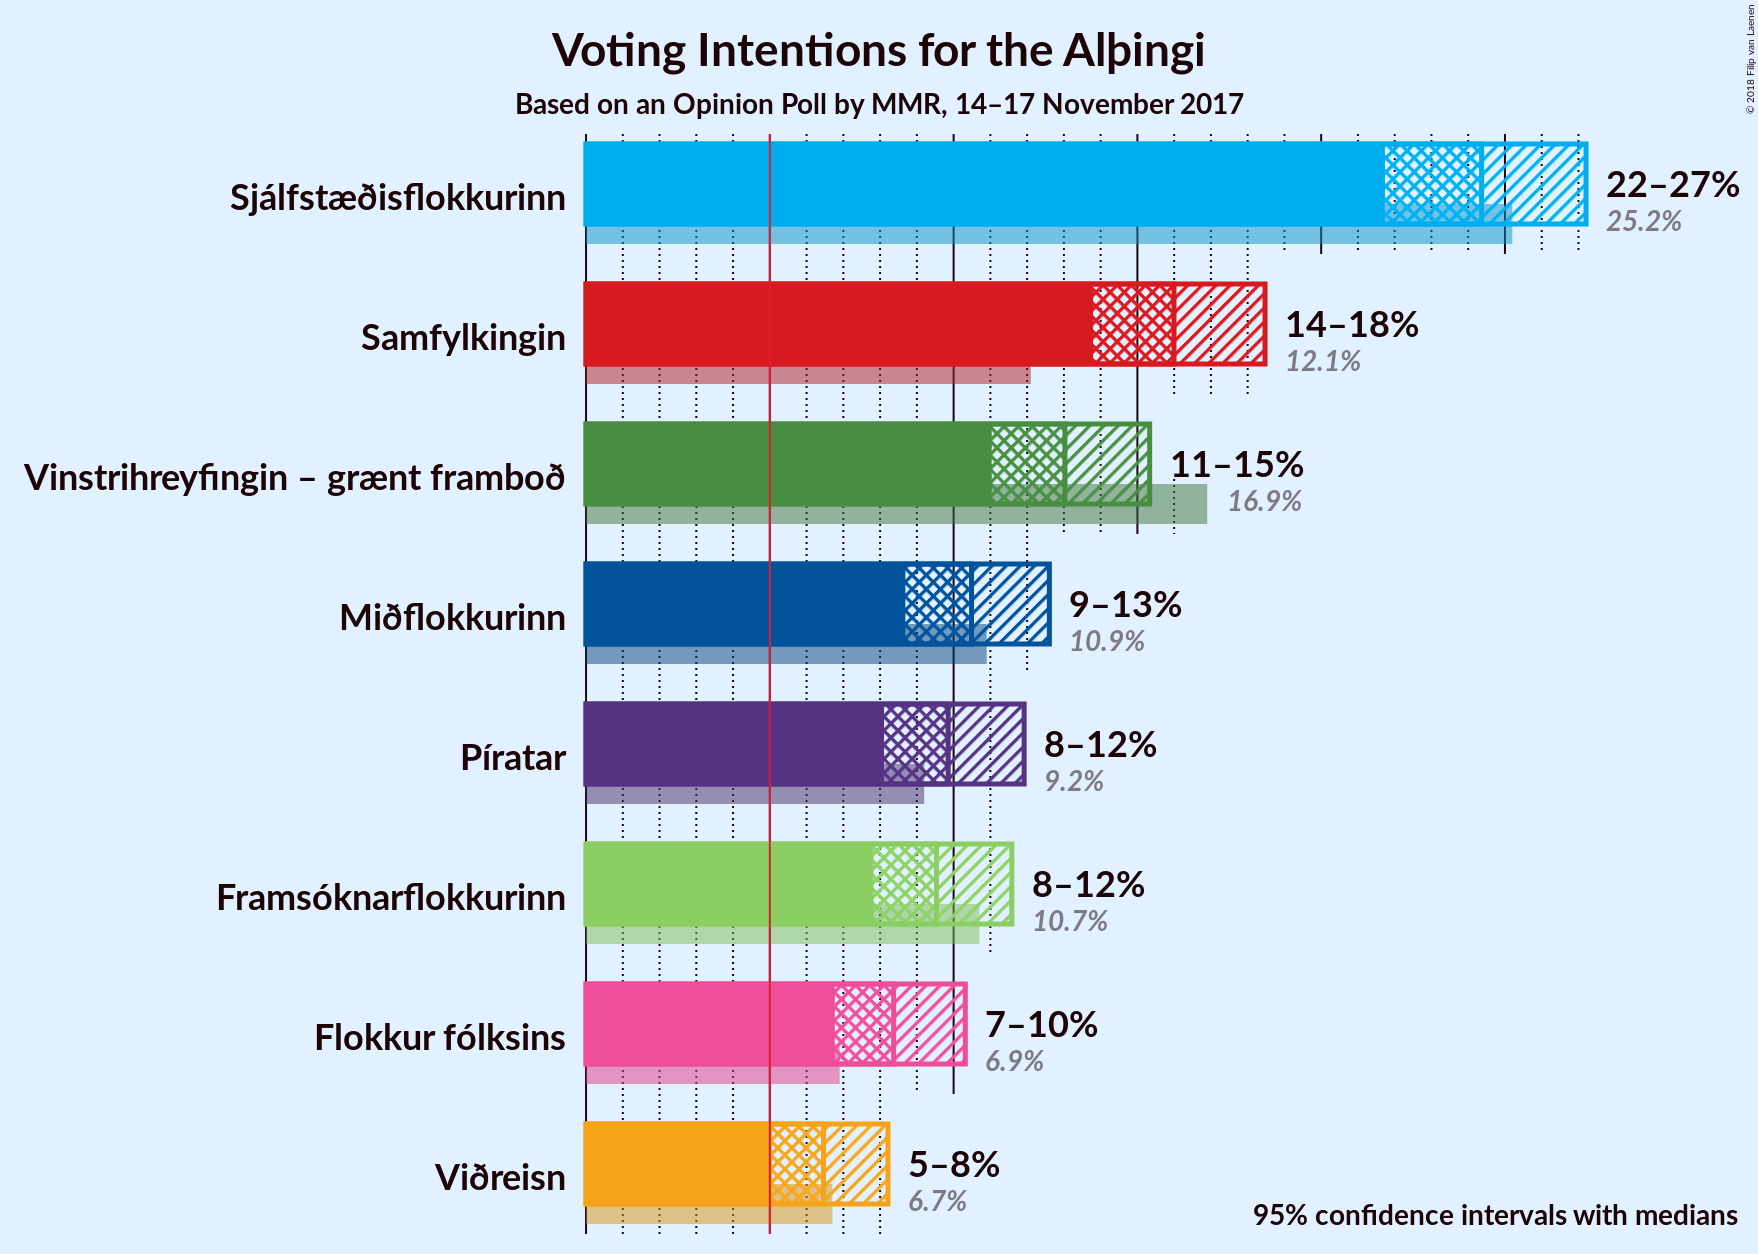 Voting Intentions for the Alþingi
Based on an Opinion Poll by MMR, 14–17 November 2017
© 2018 Filip van Laenen
Sjálfstæðisflokkurinn
22–27%
25.2%
Samfylkingin
14–18%
12.1%
Vinstrihreyfingin – grænt framboð
11–15%
16.9%
Miðflokkurinn
9–13%
10.9%
Píratar
8–12%
9.2%
Framsóknarflokkurinn
8–12%
10.7%
Flokkur fólksins
7–10%
6.9%
Viðreisn
5–8%
6.7%
95% confidence intervals with medians